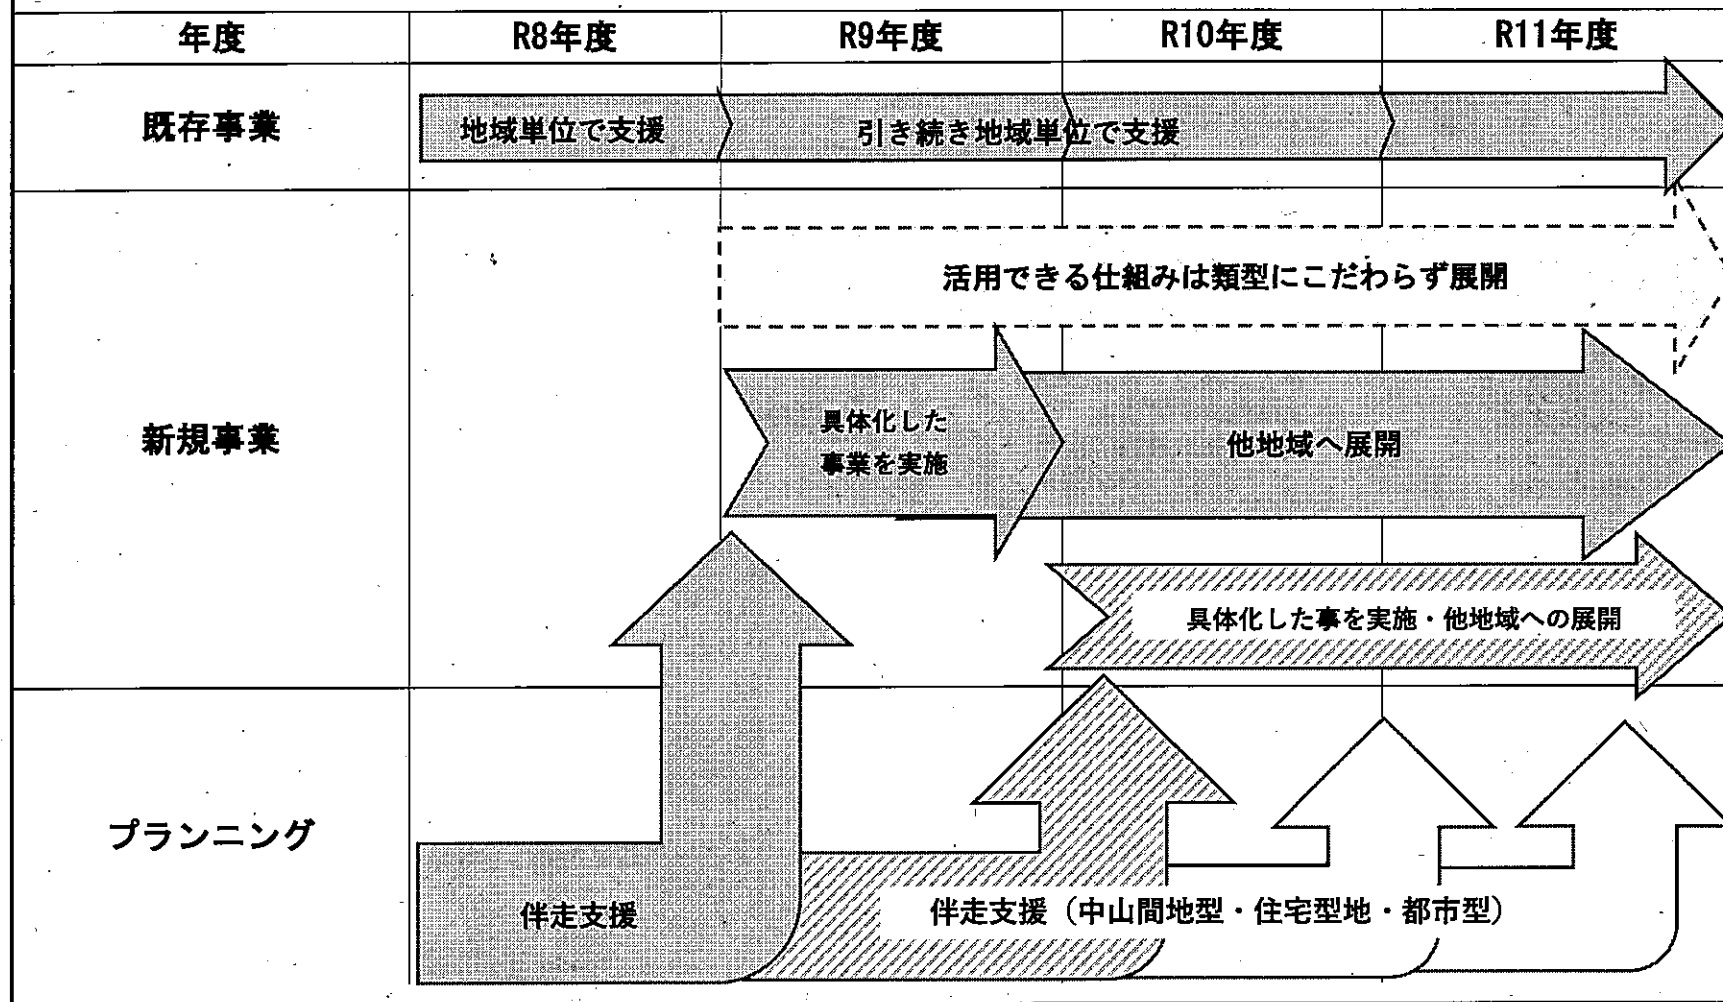 年度 R8年度 R9年度 R10年度 R11年度
既存事業
地域単位で支援
引き続き地域単位で支援
活用できる仕組みは類型にこだわらず展開
新規事業
具体化した
事業を実施
他地域へ展開
具体化した事を実施・他地域への展開
プランニング
伴走支援
伴走支援（中山間地型・住宅型地・都市型）